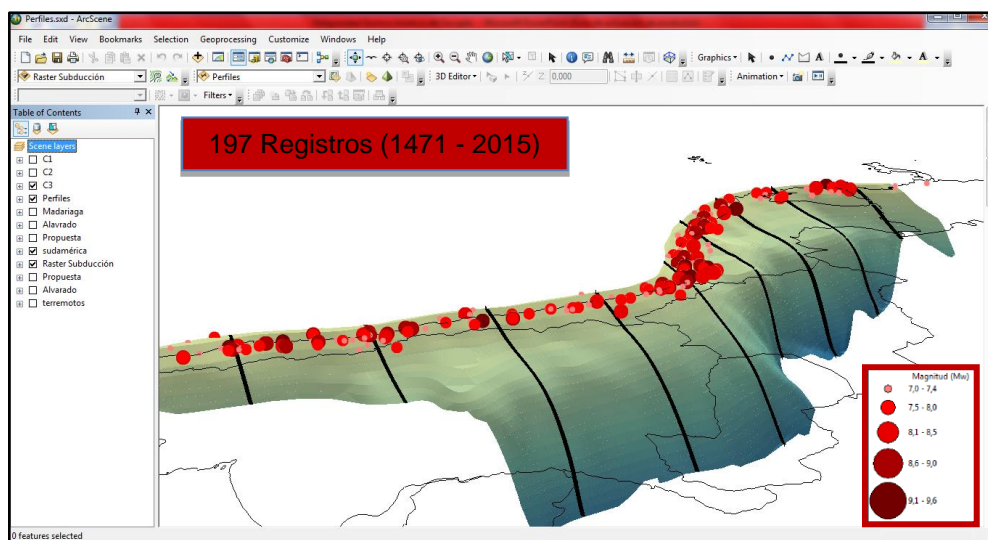 Perfiles.sxd - ArcScene
File Edit View Bookmarks Selection Geoprocessing Customize Windows Help
Graphics
Raster Subducción Perfiles 3D Editor 0,000 Animation
Filters
Table of Contents
Scene layers
C1
C2
C3
Perfiles
Madariaga
Alavrado
Propuesta
sudamérica
Raster Subducción
Propuesta
Alvarado
terremotos
197 Registros (1471 - 2015)
Magnitud (Mw)
7,0 - 7,4
7,5 - 8,0
8,1 - 8,5
8,6 - 9,0
9,1 - 9,6
0 features selected